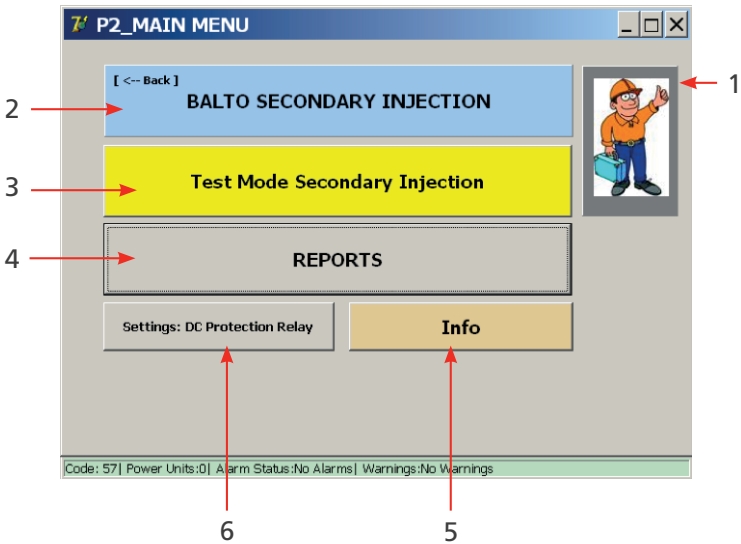 P2_MAIN MENU
1
[ <-- Back ]
2
BALTO SECONDARY INJECTION
3
Test Mode Secondary Injection
4
REPORTS
Settings: DC Protection Relay
Info
Code: 57| Power Units:0| Alarm Status:No Alarms| Warnings:No Warnings
6
5